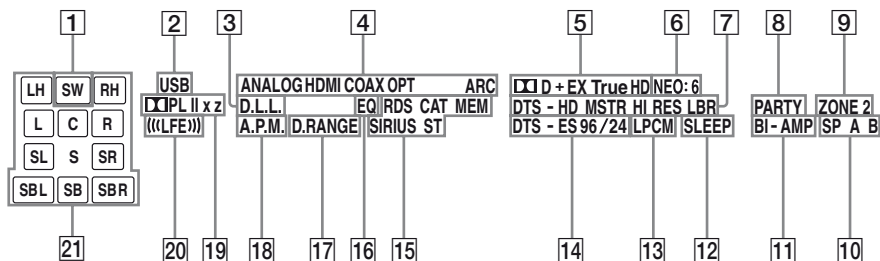 1 2 3 4 5 6 7 8 9
LH SW RH
L C R
SL S SR
SBL SB SBR
USB
PL II x z
(((LFE)))
ANALOG HDMI COAX OPT ARC
D.L.L. EQ RDS CAT MEM
A.P.M. D.RANGE SIRIUS ST
D + EX True HD NEO: 6
DTS - HD MSTR HI RES LBR
DTS - ES 96/24 LPCM SLEEP
PARTY ZONE 2
BI - AMP SP A B
21 20 19 18 17 16 15 14 13 12 11 10